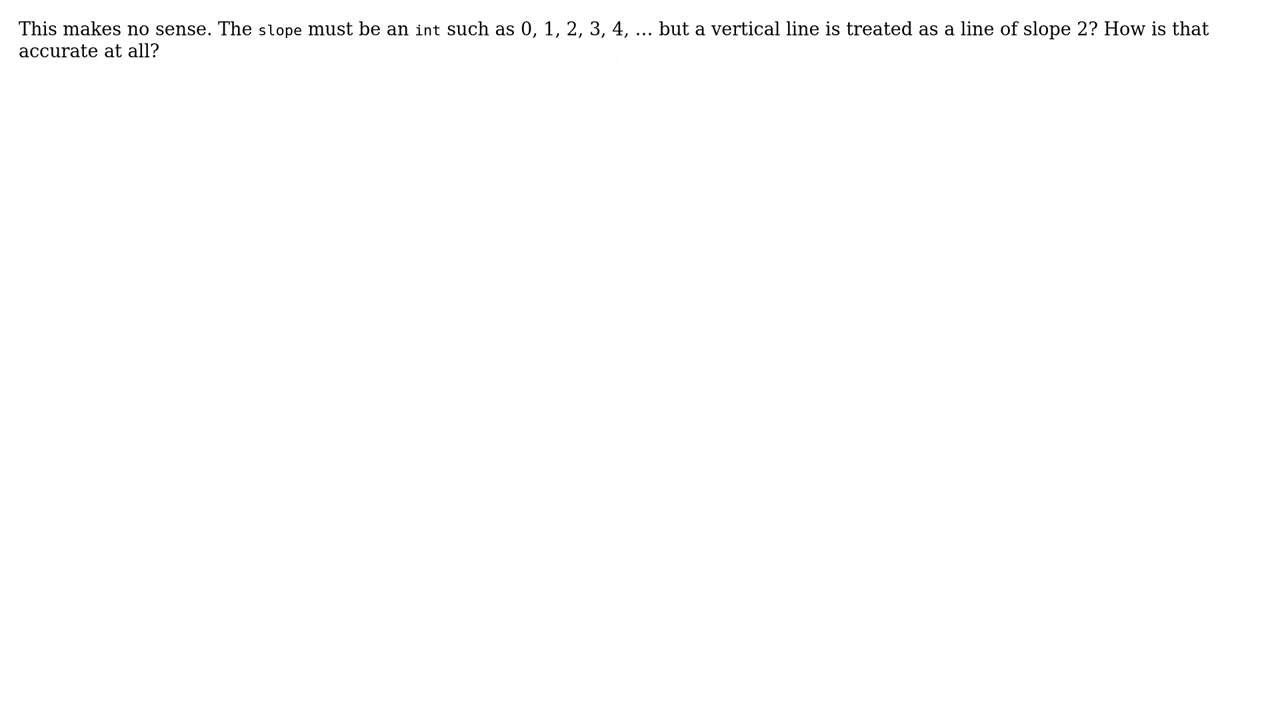 This makes no sense. The slope must be an int such as 0, 1, 2, 3, 4, ... but a vertical line is treated as a line of slope 2? How is that
accurate at all?